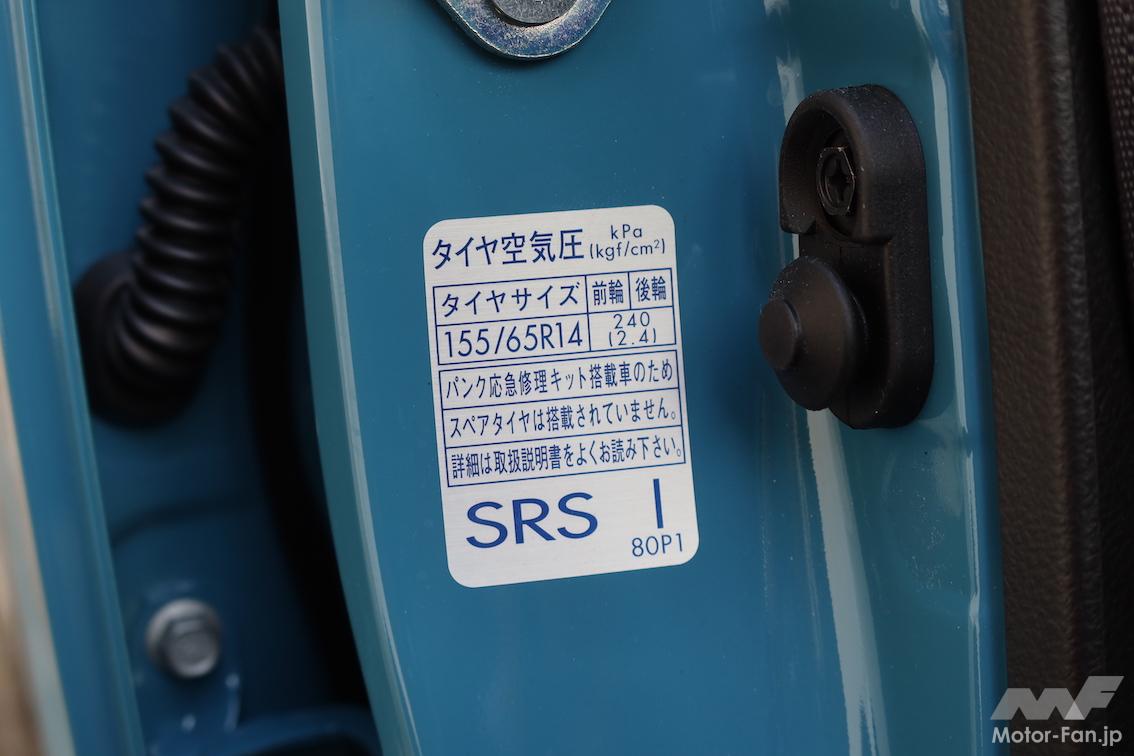 タイヤ空気圧 kPa (kgf/cm²)
タイヤサイズ 前輪 後輪
155/65R14 240 (2.4)
パンク応急修理キット搭載車のため
スペアタイヤは搭載されていません。
詳細は取扱説明書をよくお読み下さい。
SRS I
80P1
MF
Motor-Fan.jp